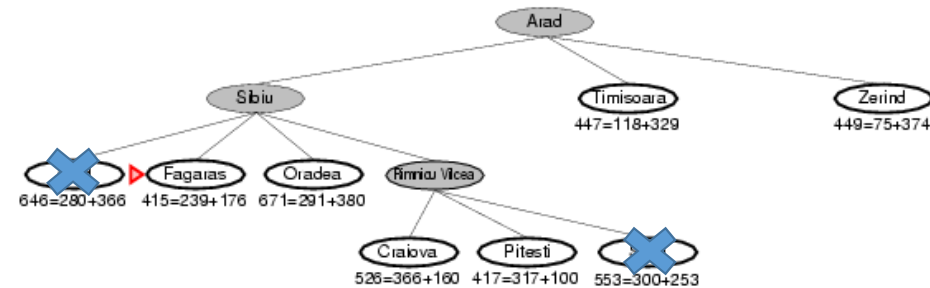 Arad
Sibiu
Timisoara
Zerind
447=118+329
449=75+374
Fagaras
Oradea
Rimnicu Vilcea
646=280+366
415=239+176
671=291+380
Craiova
Pitesti
526=366+160
417=317+100
553=300+253